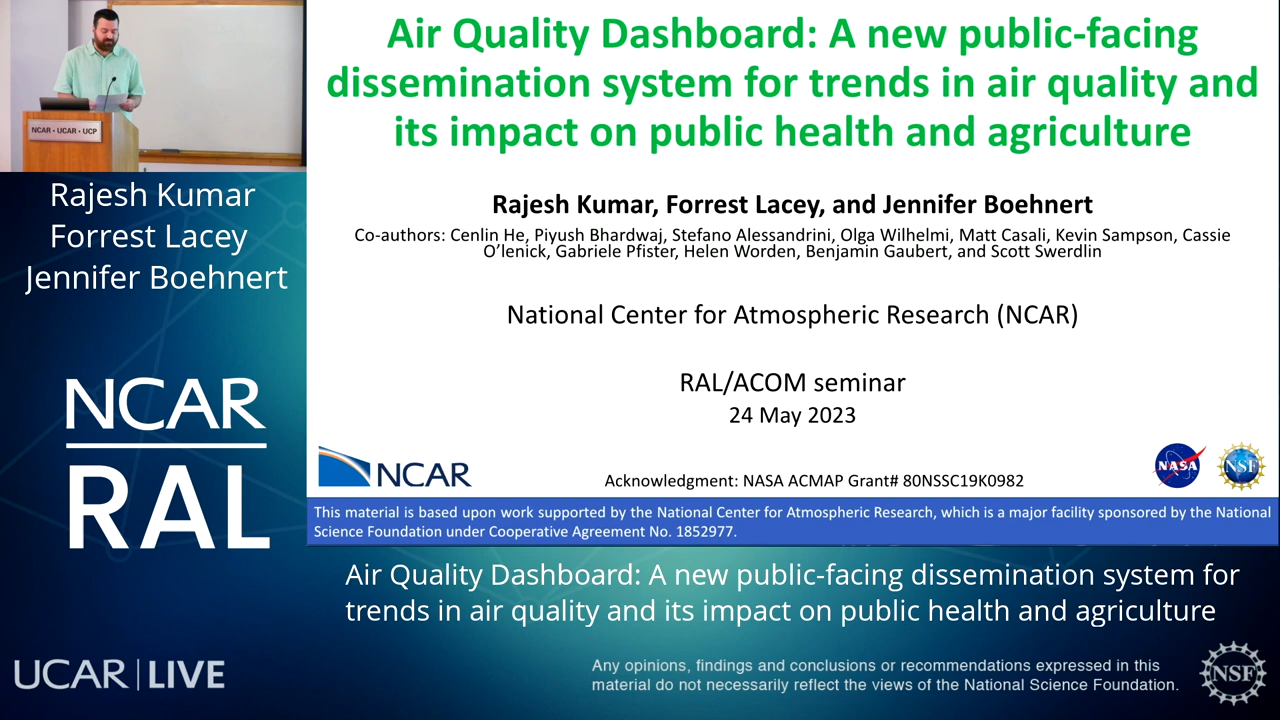 NCAR • UCAR • UCP
Rajesh Kumar
Forrest Lacey
Jennifer Boehnert
NCAR
RAL
Air Quality Dashboard: A new public-facing
dissemination system for trends in air quality and
its impact on public health and agriculture
Rajesh Kumar, Forrest Lacey, and Jennifer Boehnert
Co-authors: Cenlin He, Piyush Bhardwaj, Stefano Alessandrini, Olga Wilhelmi, Matt Casali, Kevin Sampson, Cassie
O’lenick, Gabriele Pfister, Helen Worden, Benjamin Gaubert, and Scott Swerdlin
National Center for Atmospheric Research (NCAR)
RAL/ACOM seminar
24 May 2023
NCAR
Acknowledgment: NASA ACMAP Grant# 80NSSC19K0982
NASA
NSF
This material is based upon work supported by the National Center for Atmospheric Research, which is a major facility sponsored by the National
Science Foundation under Cooperative Agreement No. 1852977.
Air Quality Dashboard: A new public-facing dissemination system for
trends in air quality and its impact on public health and agriculture
UCAR | LIVE
Any opinions, findings and conclusions or recommendations expressed in this
material do not necessarily reflect the views of the National Science Foundation.
NSF